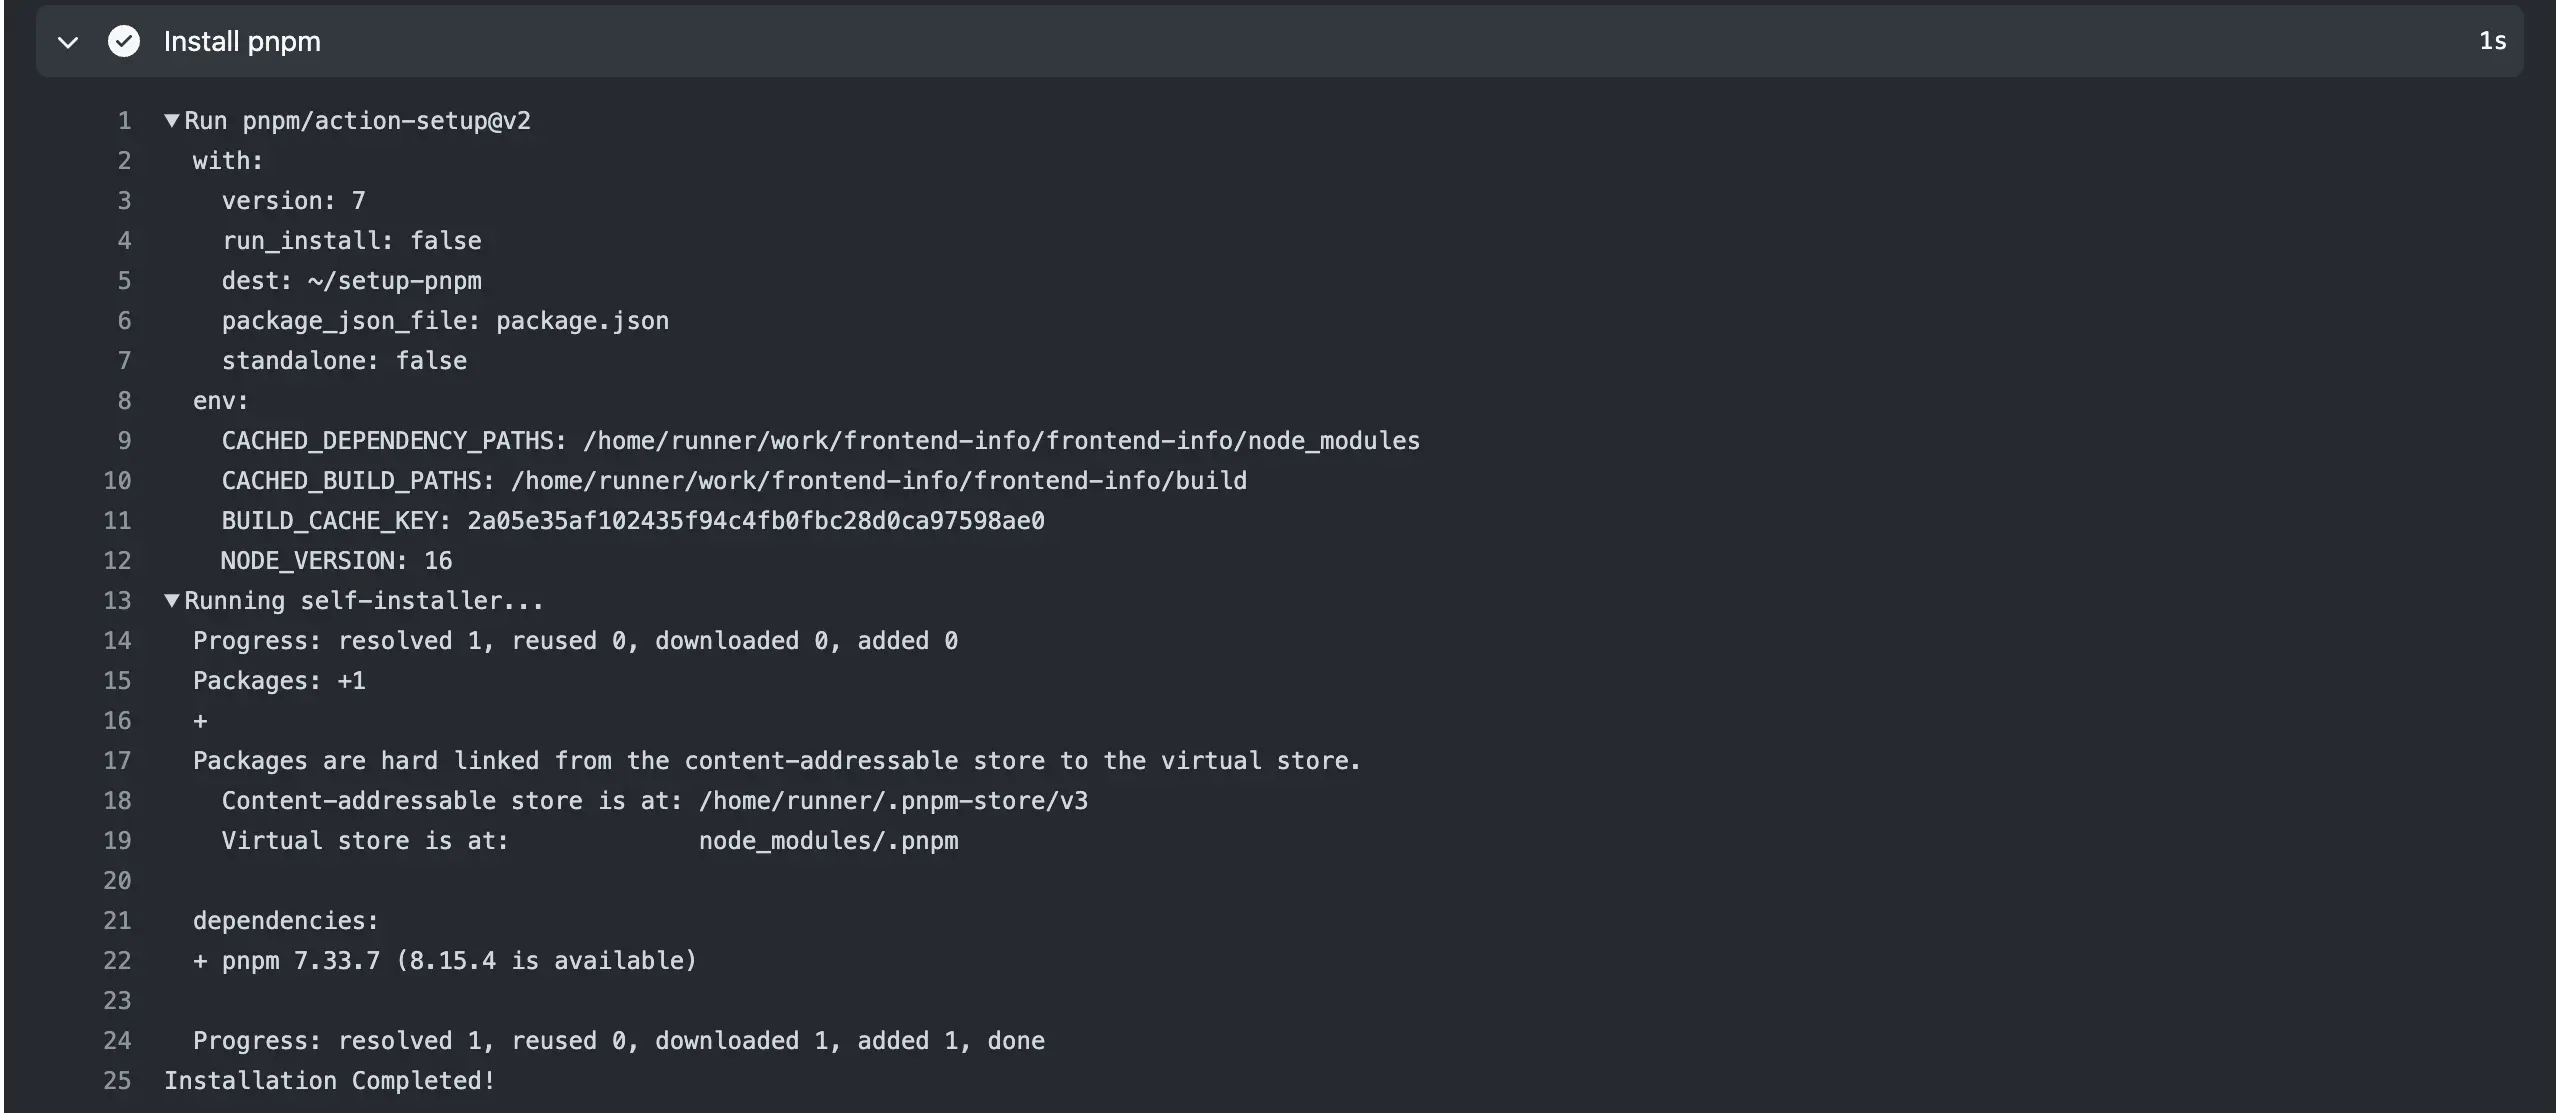 Install pnpm 1s
1 ▼Run pnpm/action-setup@v2
2 with:
3 version: 7
4 run_install: false
5 dest: ~/setup-pnpm
6 package_json_file: package.json
7 standalone: false
8 env:
9 CACHED_DEPENDENCY_PATHS: /home/runner/work/frontend-info/frontend-info/node_modules
10 CACHED_BUILD_PATHS: /home/runner/work/frontend-info/frontend-info/build
11 BUILD_CACHE_KEY: 2a05e35af102435f94c4fb0fbc28d0ca97598ae0
12 NODE_VERSION: 16
13 ▼Running self-installer...
14 Progress: resolved 1, reused 0, downloaded 0, added 0
15 Packages: +1
16 +
17 Packages are hard linked from the content-addressable store to the virtual store.
18 Content-addressable store is at: /home/runner/.pnpm-store/v3
19 Virtual store is at: node_modules/.pnpm
20
21 dependencies:
22 + pnpm 7.33.7 (8.15.4 is available)
23
24 Progress: resolved 1, reused 0, downloaded 1, added 1, done
25 Installation Completed!